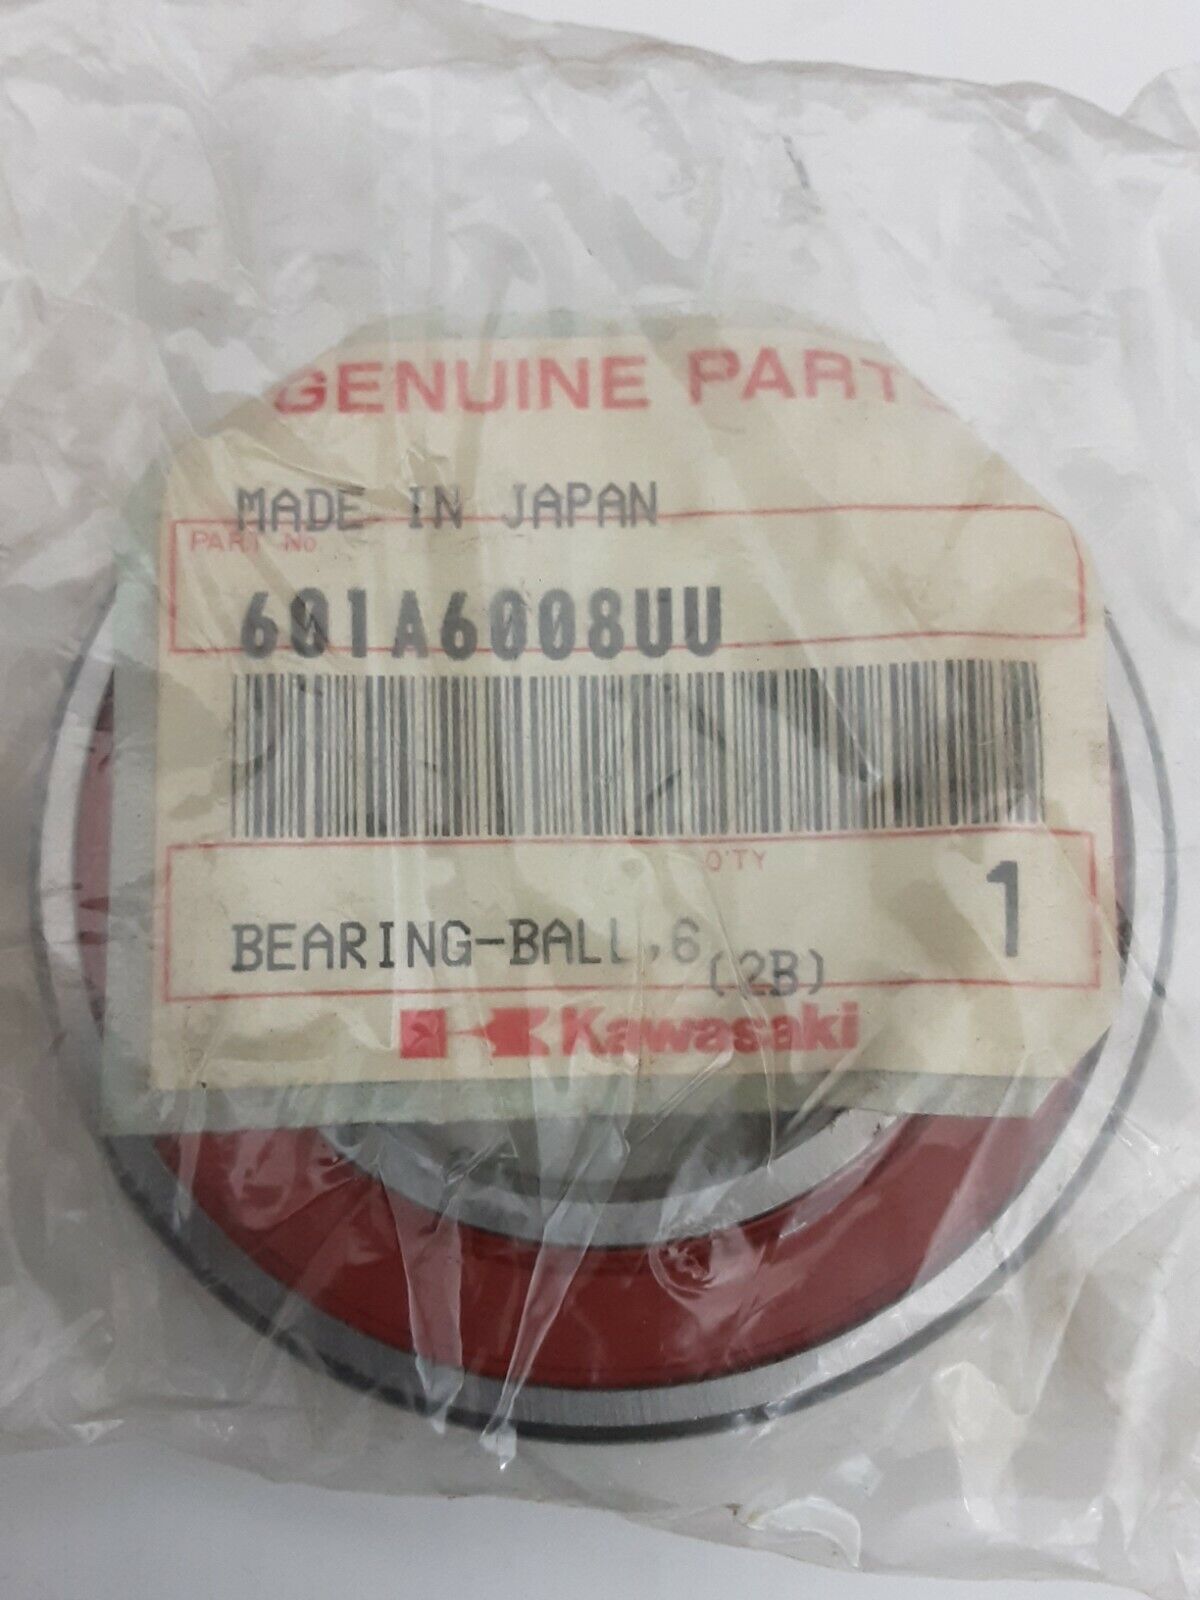 GENUINE PARTS
MADE IN JAPAN
PART No
601A6008UU
Q'TY
1
BEARING-BALL,6
(2B)
Kawasaki